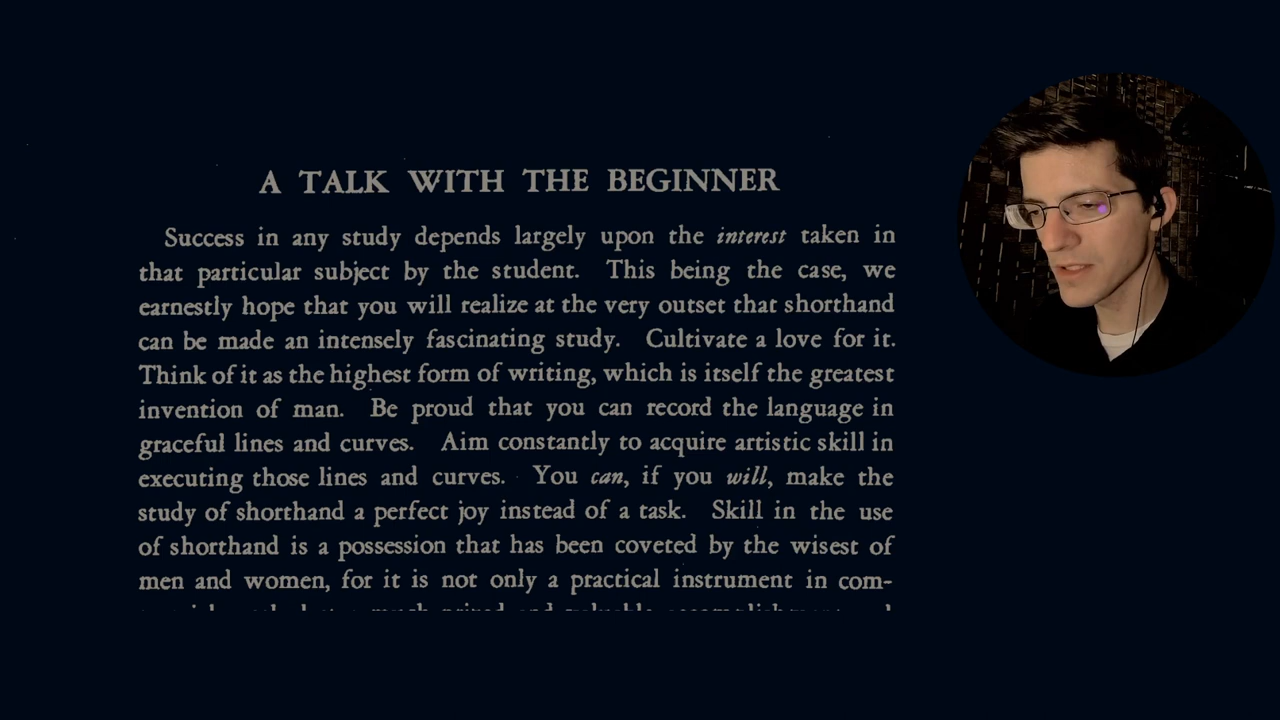 A TALK WITH THE BEGINNER
Success in any study depends largely upon the interest taken in
that particular subject by the student. This being the case, we
earnestly hope that you will realize at the very outset that shorthand
can be made an intensely fascinating study. Cultivate a love for it.
Think of it as the highest form of writing, which is itself the greatest
invention of man. Be proud that you can record the language in
graceful lines and curves. Aim constantly to acquire artistic skill in
executing those lines and curves. You can, if you will, make the
study of shorthand a perfect joy instead of a task. Skill in the use
of shorthand is a possession that has been coveted by the wisest of
men and women, for it is not only a practical instrument in com-